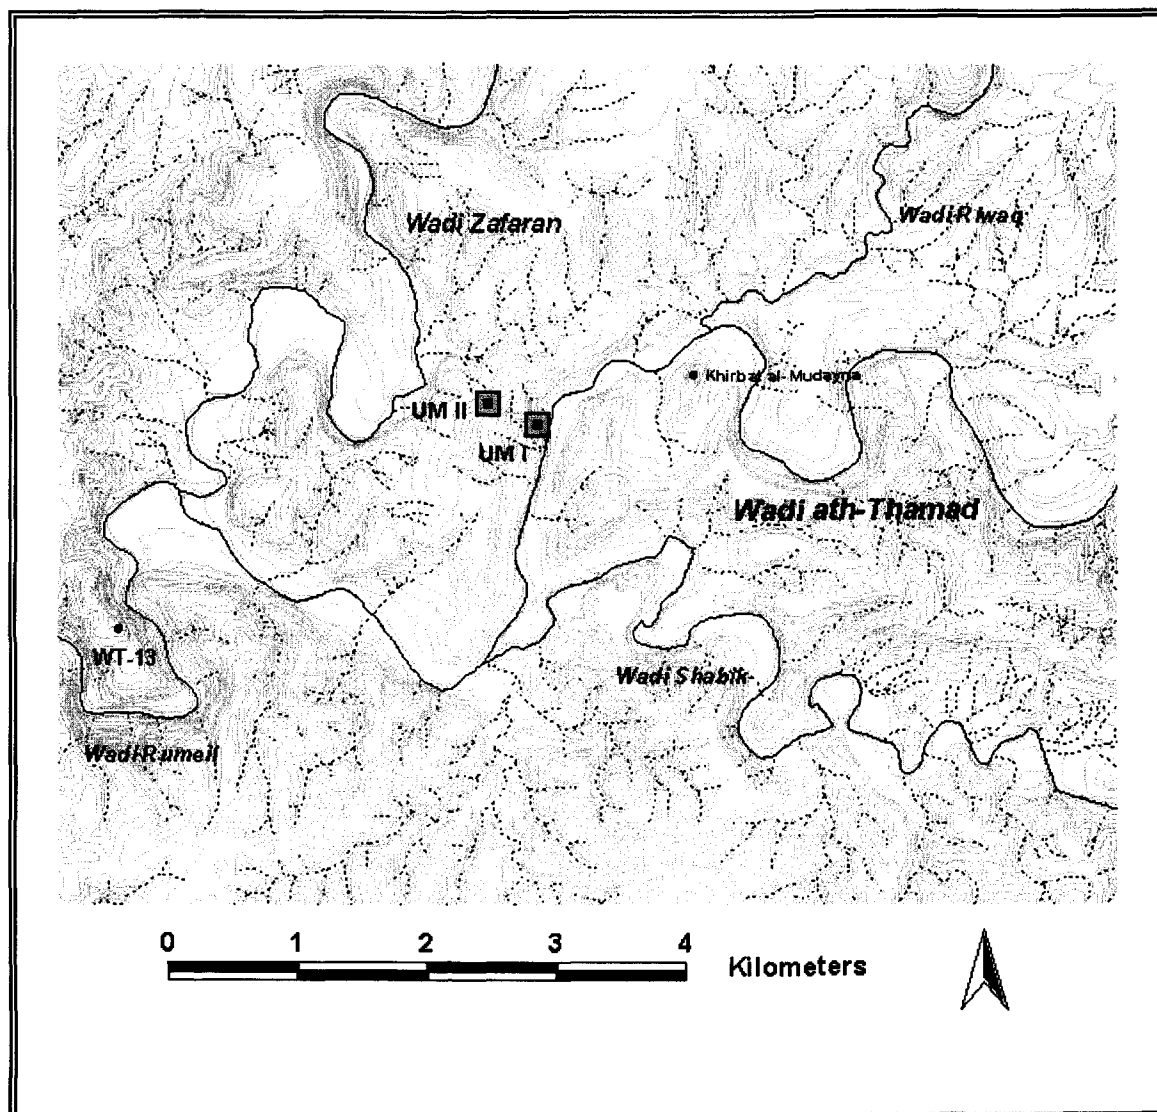 Wadi Riwaq
Wadi Zafaran
Khirbat al-Mudayna
UM II
UM I
Wadi ath-Thamad
WT-13
Wadi Shabik
Wadi Rumeil
0 1 2 3 4
Kilometers